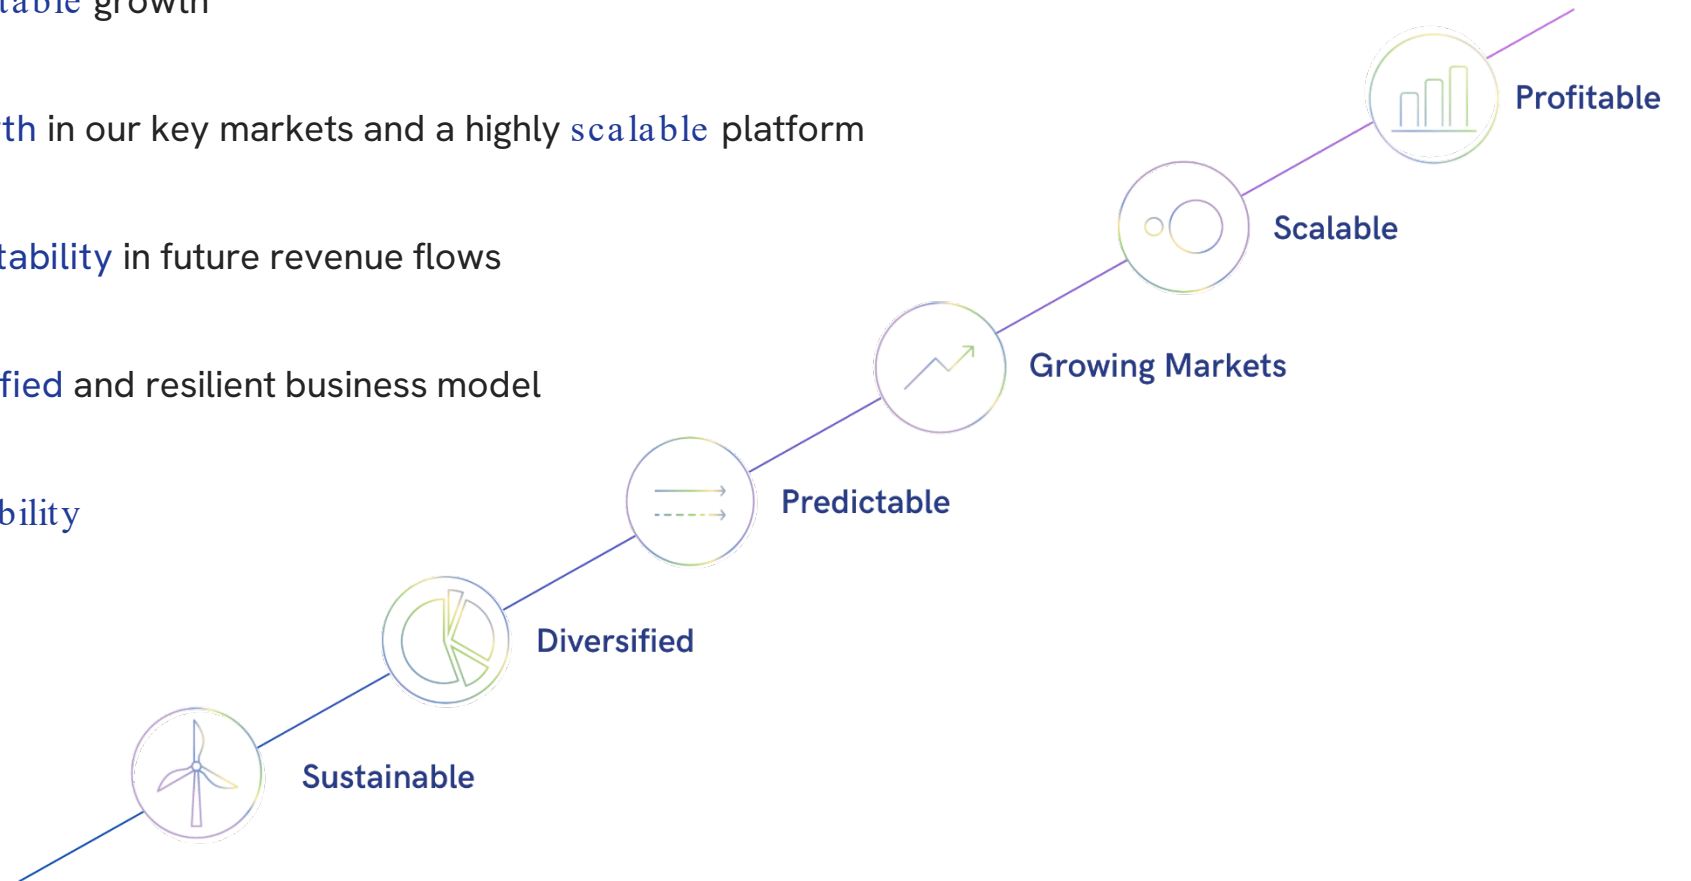 table growth
th in our key markets and a highly scalable platform
tability in future revenue flows
fied and resilient business model
bility
Profitable
Scalable
Growing Markets
Predictable
Diversified
Sustainable